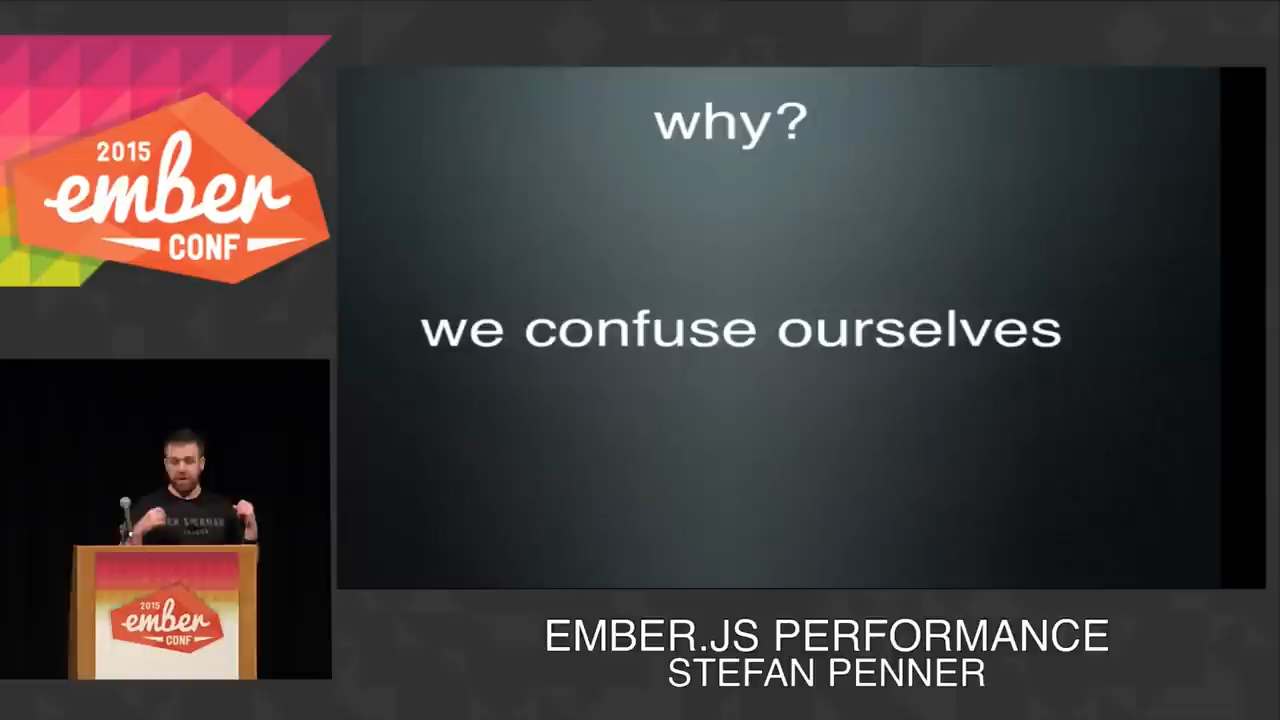 2015
ember
CONF
why?
we confuse ourselves
2015
ember
CONF
EMBER.JS PERFORMANCE
STEFAN PENNER